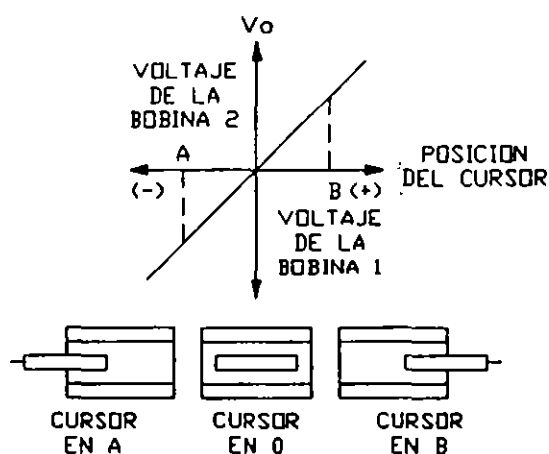 Vo
VOLTAJE
DE LA
BOBINA 2
A
(-)
B (+)
POSICION
DEL CURSOR
VOLTAJE
DE LA
BOBINA 1
CURSOR
EN A
CURSOR
EN 0
CURSOR
EN B